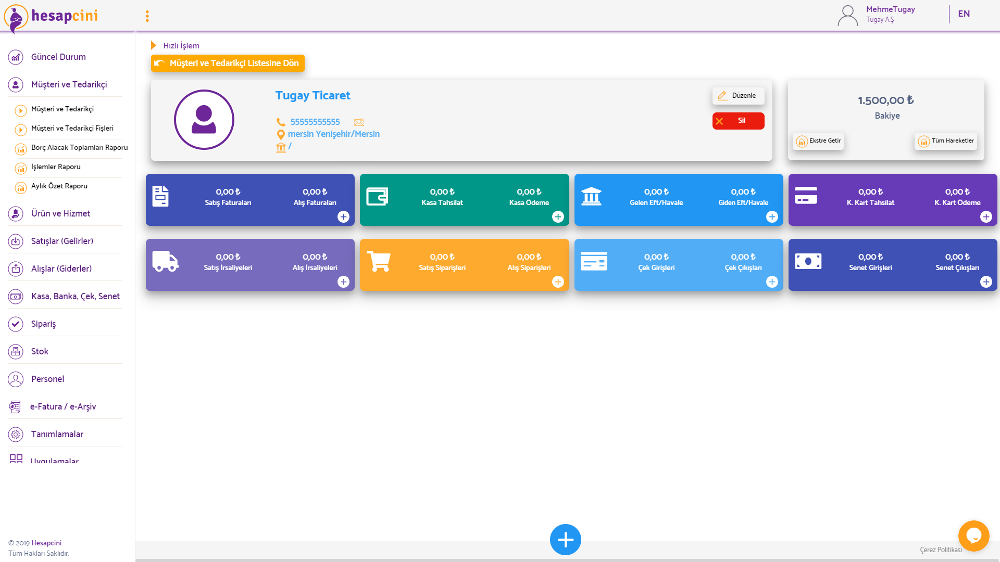 hesapcini
MehmeTugay
Tugay A.Ş
EN
Güncel Durum
Müşteri ve Tedarikçi
Müşteri ve Tedarikçi
Müşteri ve Tedarikçi Fişleri
Borç Alacak Toplamları Raporu
İşlemler Raporu
Aylık Özet Raporu
Ürün ve Hizmet
Satışlar (Gelirler)
Alışlar (Giderler)
Kasa, Banka, Çek, Senet
Sipariş
Stok
Personel
e-Fatura / e-Arşiv
Tanımlamalar
Uygulamalar
© 2019 Hesapcini
Tüm Hakları Saklıdır.
Hızlı İşlem
Müşteri ve Tedarikçi Listesine Dön
Tugay Ticaret
55555555555
mersin Yenişehir/Mersin
/
Düzenle
Sil
1.500,00 ₺
Bakiye
Ekstre Getir
Tüm Hareketler
0,00 ₺ 0,00 ₺
Satış Faturaları Alış Faturaları
0,00 ₺ 0,00 ₺
Kasa Tahsilat Kasa Ödeme
0,00 ₺ 0,00 ₺
Gelen Eft/Havale Giden Eft/Havale
0,00 ₺ 0,00 ₺
K. Kart Tahsilat K. Kart Ödeme
0,00 ₺ 0,00 ₺
Satış İrsaliyeleri Alış İrsaliyeleri
0,00 ₺ 0,00 ₺
Satış Siparişleri Alış Siparişleri
0,00 ₺ 0,00 ₺
Çek Girişleri Çek Çıkışları
0,00 ₺ 0,00 ₺
Senet Girişleri Senet Çıkışları
Çerez Politikası